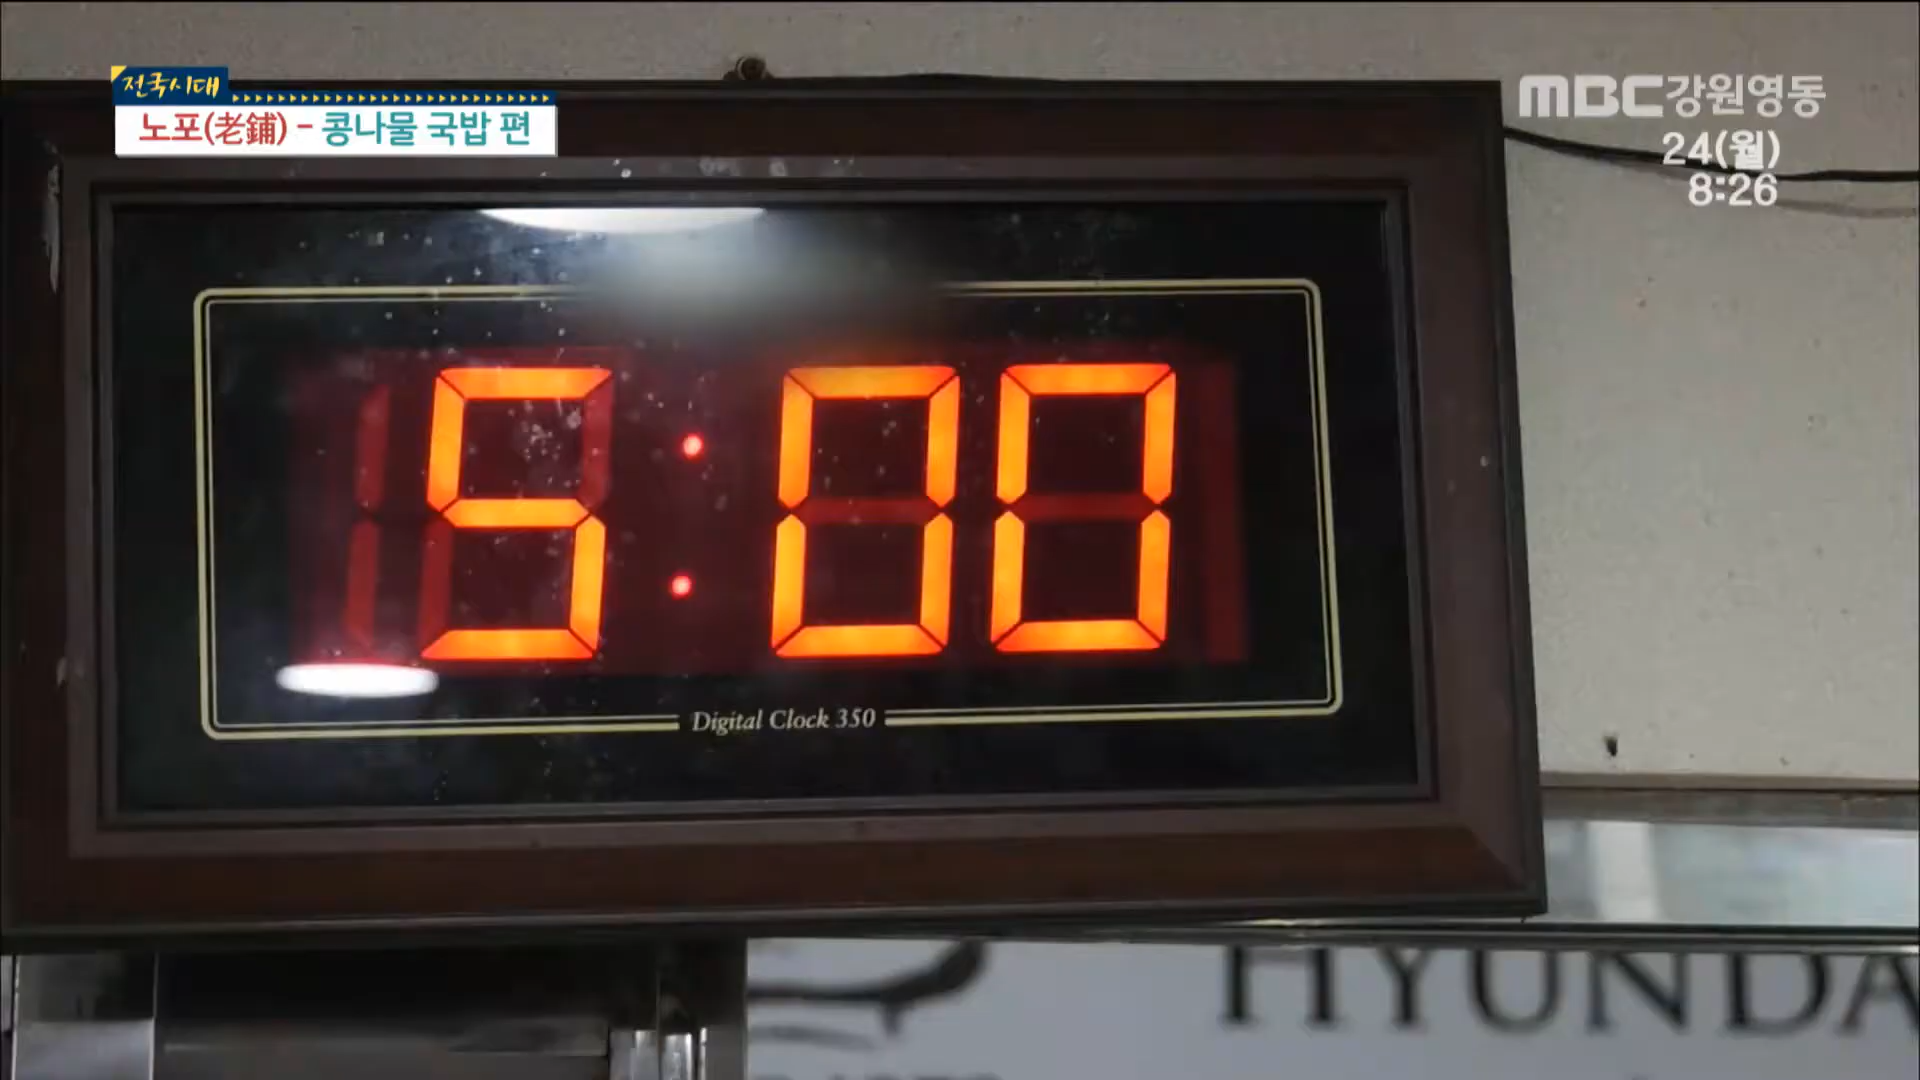 전국시대
노포(老鋪) - 콩나물 국밥 편
MBC강원영동
24(월)
8:26
5:00
Digital Clock 350
HYUNDA